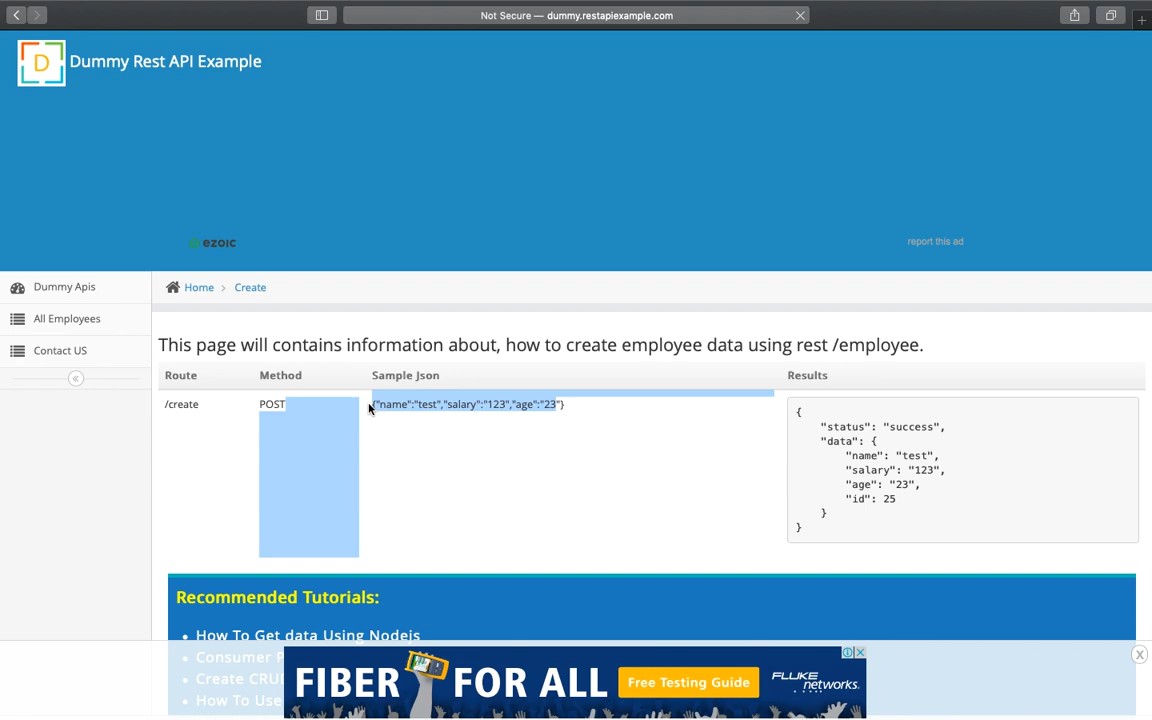 Not Secure — dummy.restapiexample.com
D
Dummy Rest API Example
ezoic
report this ad
Dummy Apis
All Employees
Contact US
Home > Create
This page will contains information about, how to create employee data using rest /employee.
Route Method Sample Json Results
/create POST {"name":"test","salary":"123","age":"23"}
{
"status": "success",
"data": {
"name": "test",
"salary": "123",
"age": "23",
"id": 25
}
}
Recommended Tutorials:
• How To Get data Using Nodejs
• Consumer
• Create CRUD
• How To Use
FIBER FOR ALL
Free Testing Guide
FLUKE
networks.